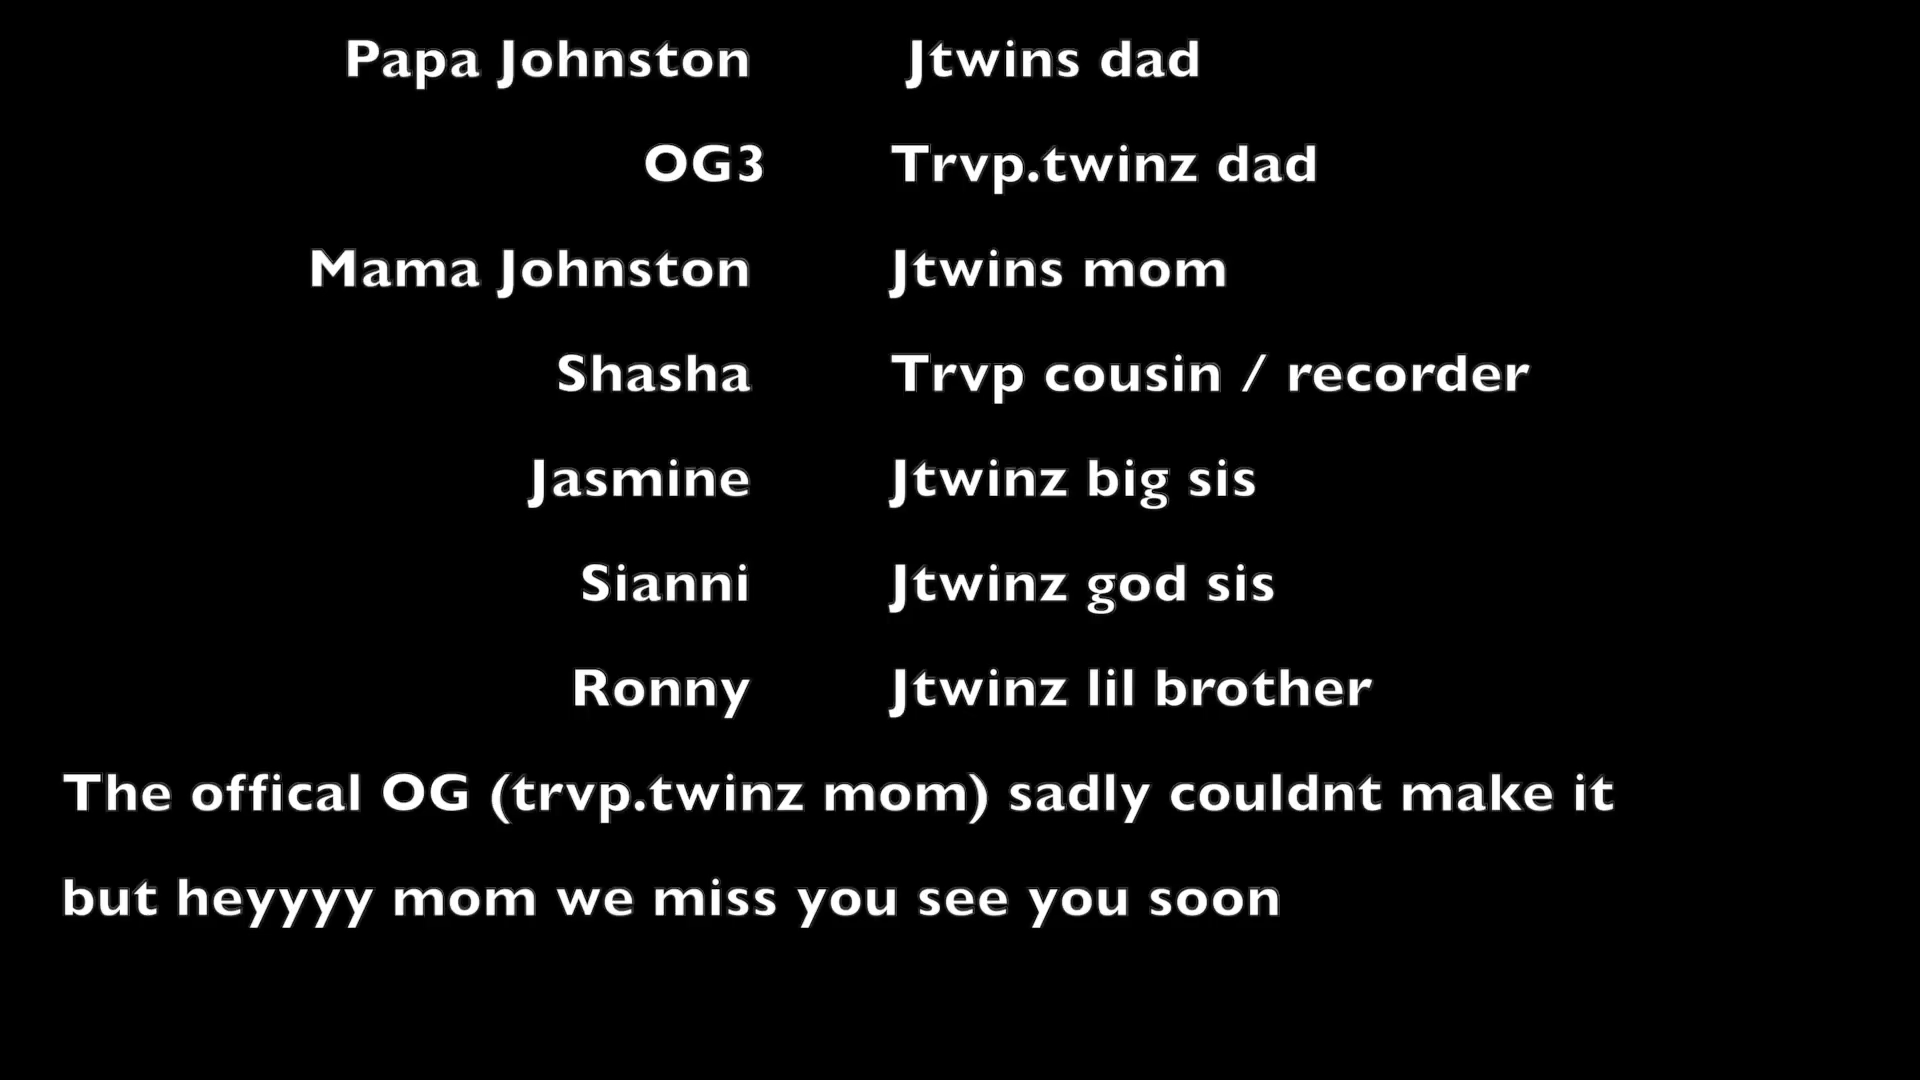 Papa Johnston Jtwins dad
OG3 Trvp.twinz dad
Mama Johnston Jtwins mom
Shasha Trvp cousin / recorder
Jasmine Jtwinz big sis
Sianni Jtwinz god sis
Ronny Jtwinz lil brother
The offical OG (trvp.twinz mom) sadly couldnt make it
but heyyyy mom we miss you see you soon